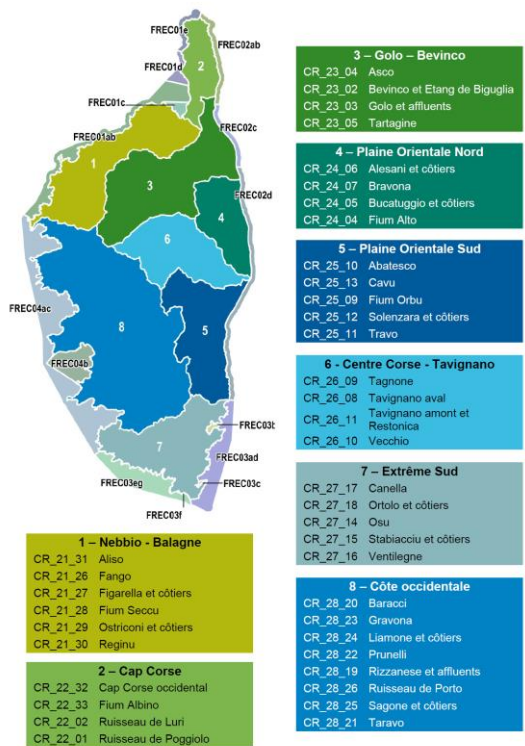 FREC01e
FREC02ab
2
FREC01d
FREC01c
FREC02c
FREC01ab
1
3
FREC02d
4
6
FREC04ac
8
5
FREC04b
FREC03b
7
FREC03ad
FREC03eg
FREC03c
FREC03f
3 – Golo – Bevinco
CR_23_04 Asco
CR_23_02 Bevinco et Etang de Biguglia
CR_23_03 Golo et affluents
CR_23_05 Tartagine
4 – Plaine Orientale Nord
CR_24_06 Alesani et côtiers
CR_24_07 Bravona
CR_24_05 Bucatuggio et côtiers
CR_24_04 Fium Alto
5 – Plaine Orientale Sud
CR_25_10 Abatesco
CR_25_13 Cavu
CR_25_09 Fium Orbu
CR_25_12 Solenzara et côtiers
CR_25_11 Travo
6 - Centre Corse - Tavignano
CR_26_09 Tagnone
CR_26_08 Tavignano aval
CR_26_11 Tavignano amont et
Restonica
CR_26_10 Vecchio
7 – Extrême Sud
CR_27_17 Canella
CR_27_18 Ortolo et côtiers
CR_27_14 Osu
CR_27_15 Stabiacciu et côtiers
CR_27_16 Ventilegne
1 – Nebbio - Balagne
CR_21_31 Aliso
CR_21_26 Fango
CR_21_27 Figarella et côtiers
CR_21_28 Fium Seccu
CR_21_29 Ostriconi et côtiers
CR_21_30 Reginu
2 – Cap Corse
CR_22_32 Cap Corse occidental
CR_22_33 Fium Albino
CR_22_02 Ruisseau de Luri
CR_22_01 Ruisseau de Poggiolo
8 – Côte occidentale
CR_28_20 Baracci
CR_28_23 Gravona
CR_28_24 Liamone et côtiers
CR_28_22 Prunelli
CR_28_19 Rizzanese et affluents
CR_28_26 Ruisseau de Porto
CR_28_25 Sagone et côtiers
CR_28_21 Taravo